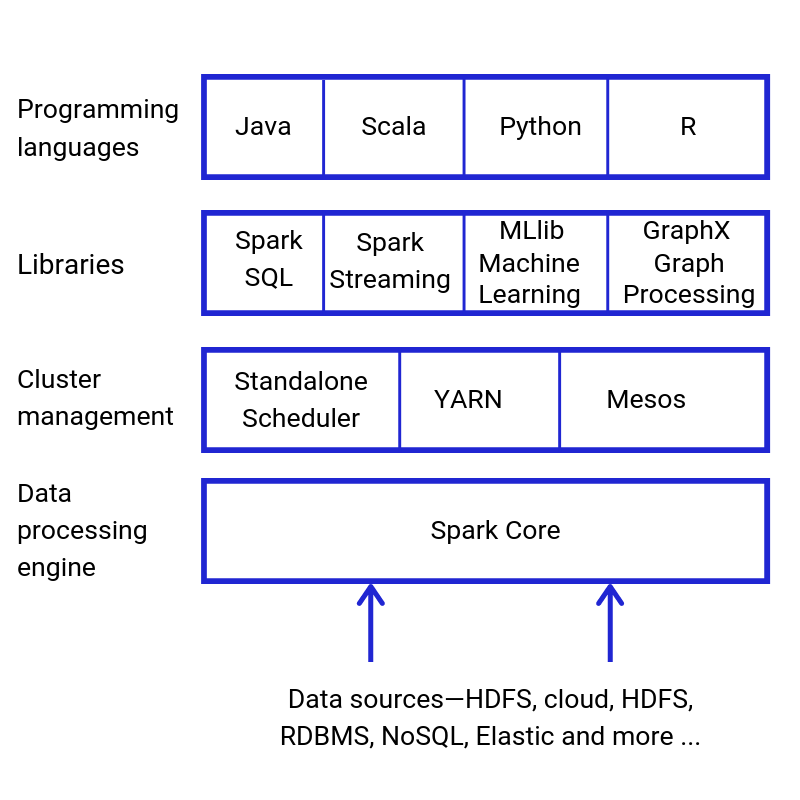 Programming
languages
Java
Scala
Python
R
Libraries
Spark
SQL
Spark
Streaming
MLlib
Machine
Learning
GraphX
Graph
Processing
Cluster
management
Standalone
Scheduler
YARN
Mesos
Data
processing
engine
Spark Core
Data sources—HDFS, cloud, HDFS,
RDBMS, NoSQL, Elastic and more ...